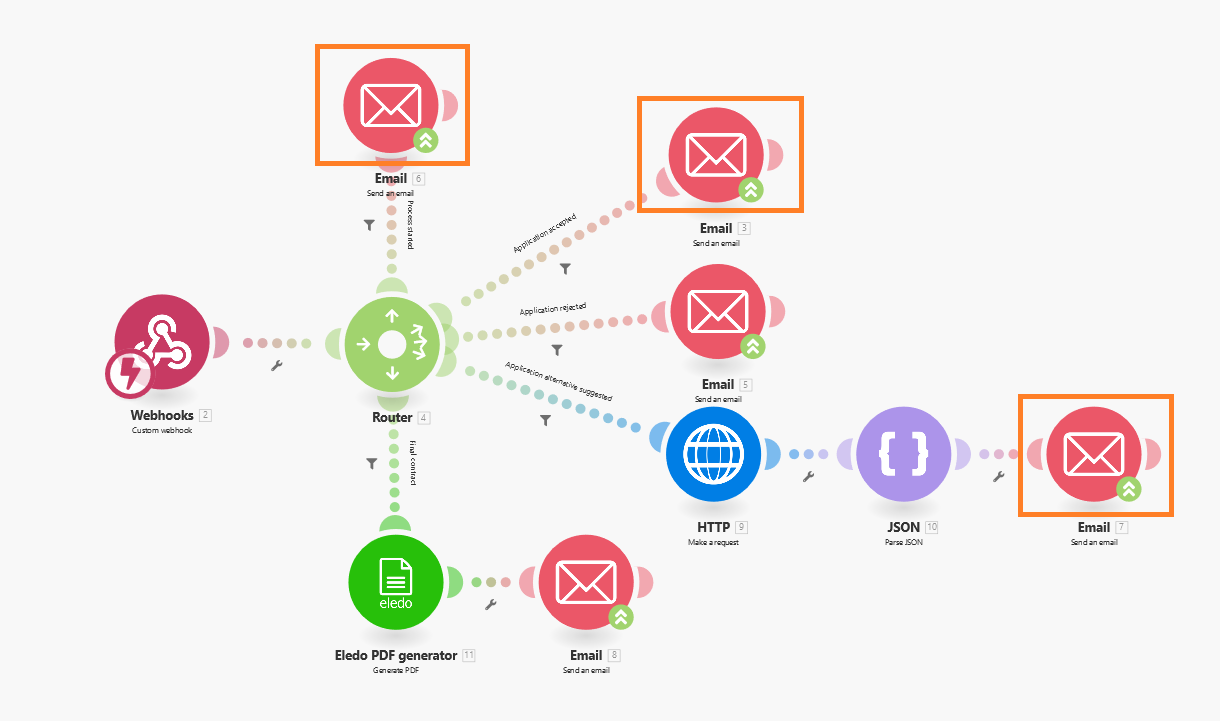 Email 6
Send an email
Process started
Application accepted
Email 3
Send an email
Application rejected
Email 5
Send an email
Application alternative suggested
Webhooks 2
Custom webhook
Router 4
Final contact
HTTP 9
Make a request
JSON 10
Parse JSON
Email 7
Send an email
eledo
Eledo PDF generator 11
Generate PDF
Email 8
Send an email